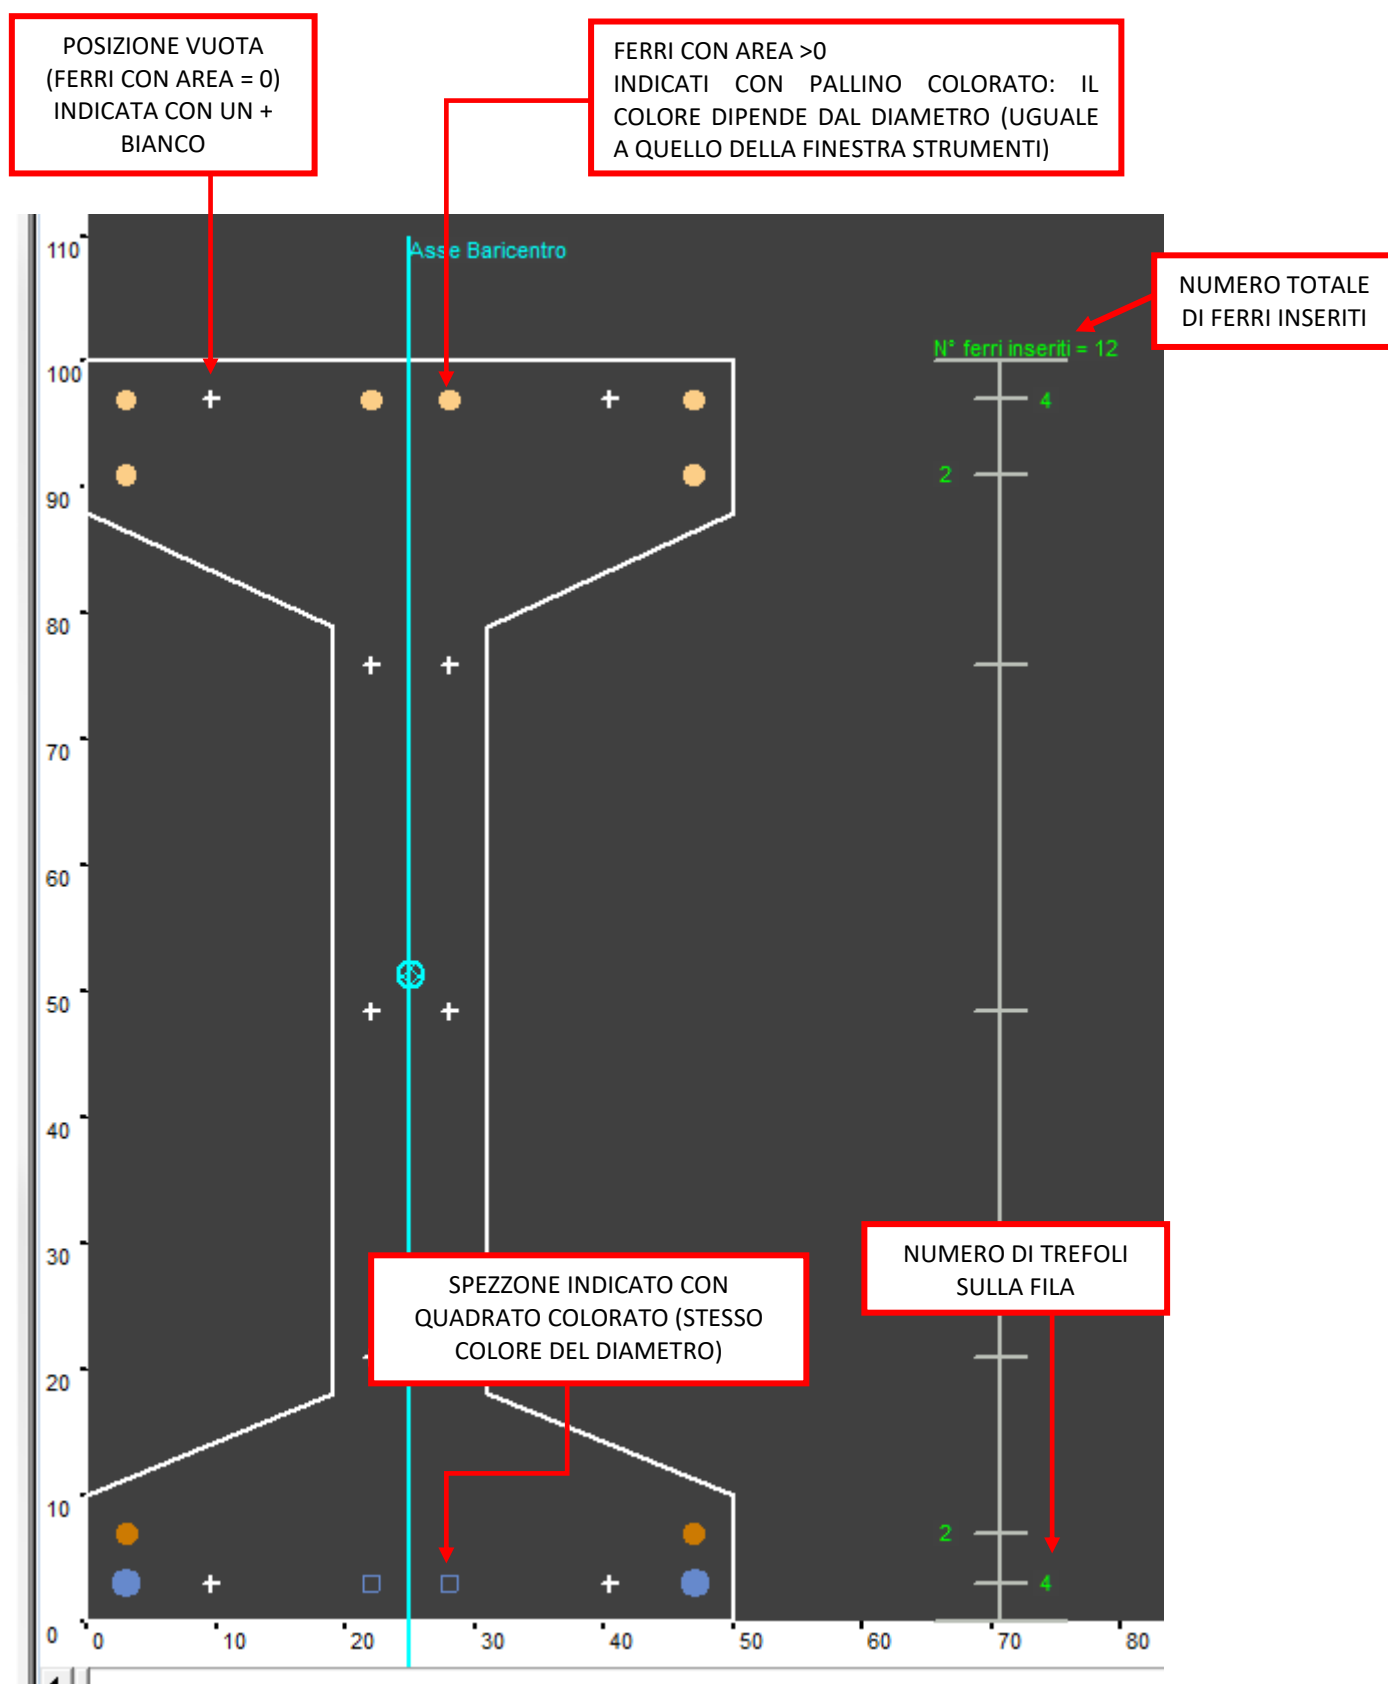 POSIZIONE VUOTA
(FERRI CON AREA = 0)
INDICATA CON UN +
BIANCO
FERRI CON AREA >0
INDICATI CON PALLINO COLORATO: IL
COLORE DIPENDE DAL DIAMETRO (UGUALE
A QUELLO DELLA FINESTRA STRUMENTI)
NUMERO TOTALE
DI FERRI INSERITI
110
Asse Baricentro
N° ferri inseriti = 12
100
4
90
2
80
70
60
50
40
30
NUMERO DI TREFOLI
SULLA FILA
SPEZZONE INDICATO CON
QUADRATO COLORATO (STESSO
COLORE DEL DIAMETRO)
20
10
2
4
0
0 10 20 30 40 50 60 70 80